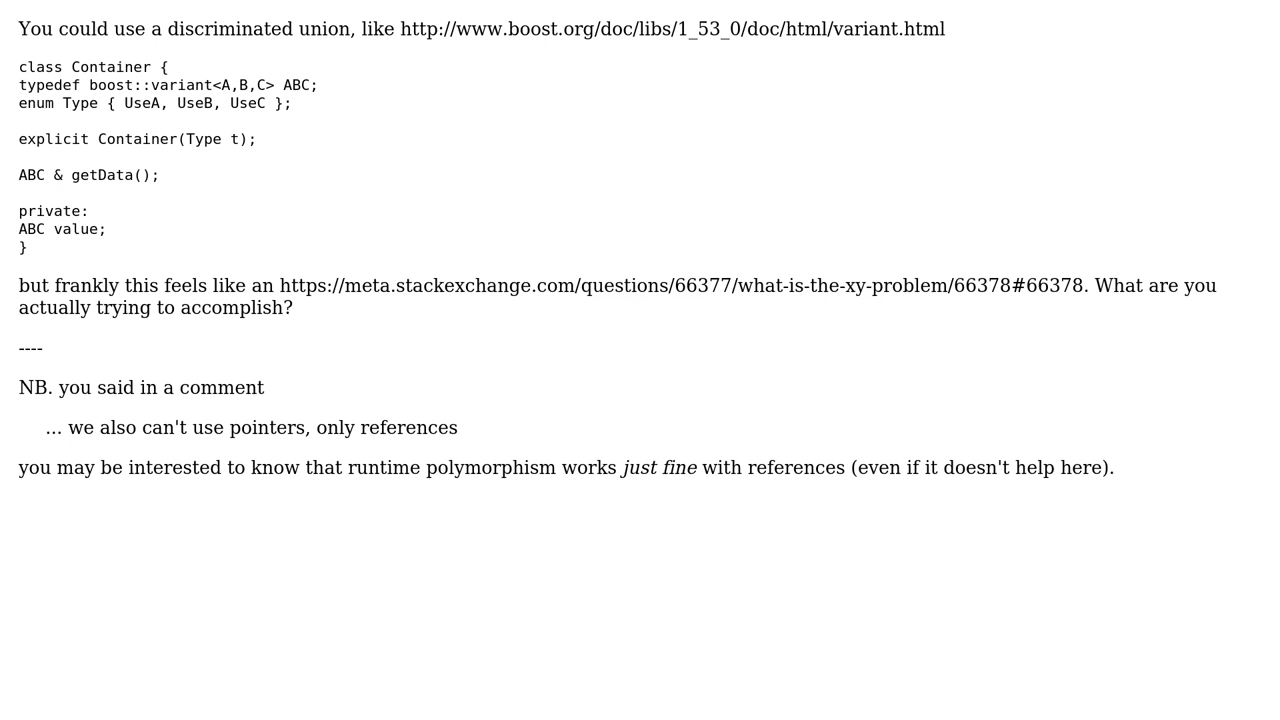 You could use a discriminated union, like http://www.boost.org/doc/libs/1_53_0/doc/html/variant.html
class Container {
typedef boost::variant<A,B,C> ABC;
enum Type { UseA, UseB, UseC };
explicit Container(Type t);
ABC & getData();
private:
ABC value;
}
but frankly this feels like an https://meta.stackexchange.com/questions/66377/what-is-the-xy-problem/66378#66378. What are you
actually trying to accomplish?
----
NB. you said in a comment
... we also can't use pointers, only references
you may be interested to know that runtime polymorphism works just fine with references (even if it doesn't help here).